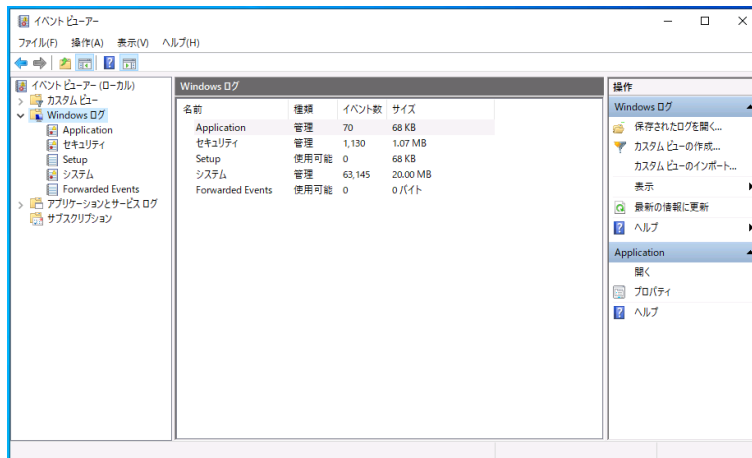 イベント ビューアー
ファイル(F) 操作(A) 表示(V) ヘルプ(H)
イベント ビューアー (ローカル)
カスタム ビュー
Windows ログ
Application
セキュリティ
Setup
システム
Forwarded Events
アプリケーションとサービス ログ
サブスクリプション
Windows ログ
名前 種類 イベント数 サイズ
Application 管理 70 68 KB
セキュリティ 管理 1,130 1.07 MB
Setup 使用可能 0 68 KB
システム 管理 63,145 20.00 MB
Forwarded Events 使用可能 0 0 バイト
操作
Windows ログ
保存されたログを開く...
カスタム ビューの作成...
カスタム ビューのインポート...
表示
最新の情報に更新
ヘルプ
Application
開く
プロパティ
ヘルプ